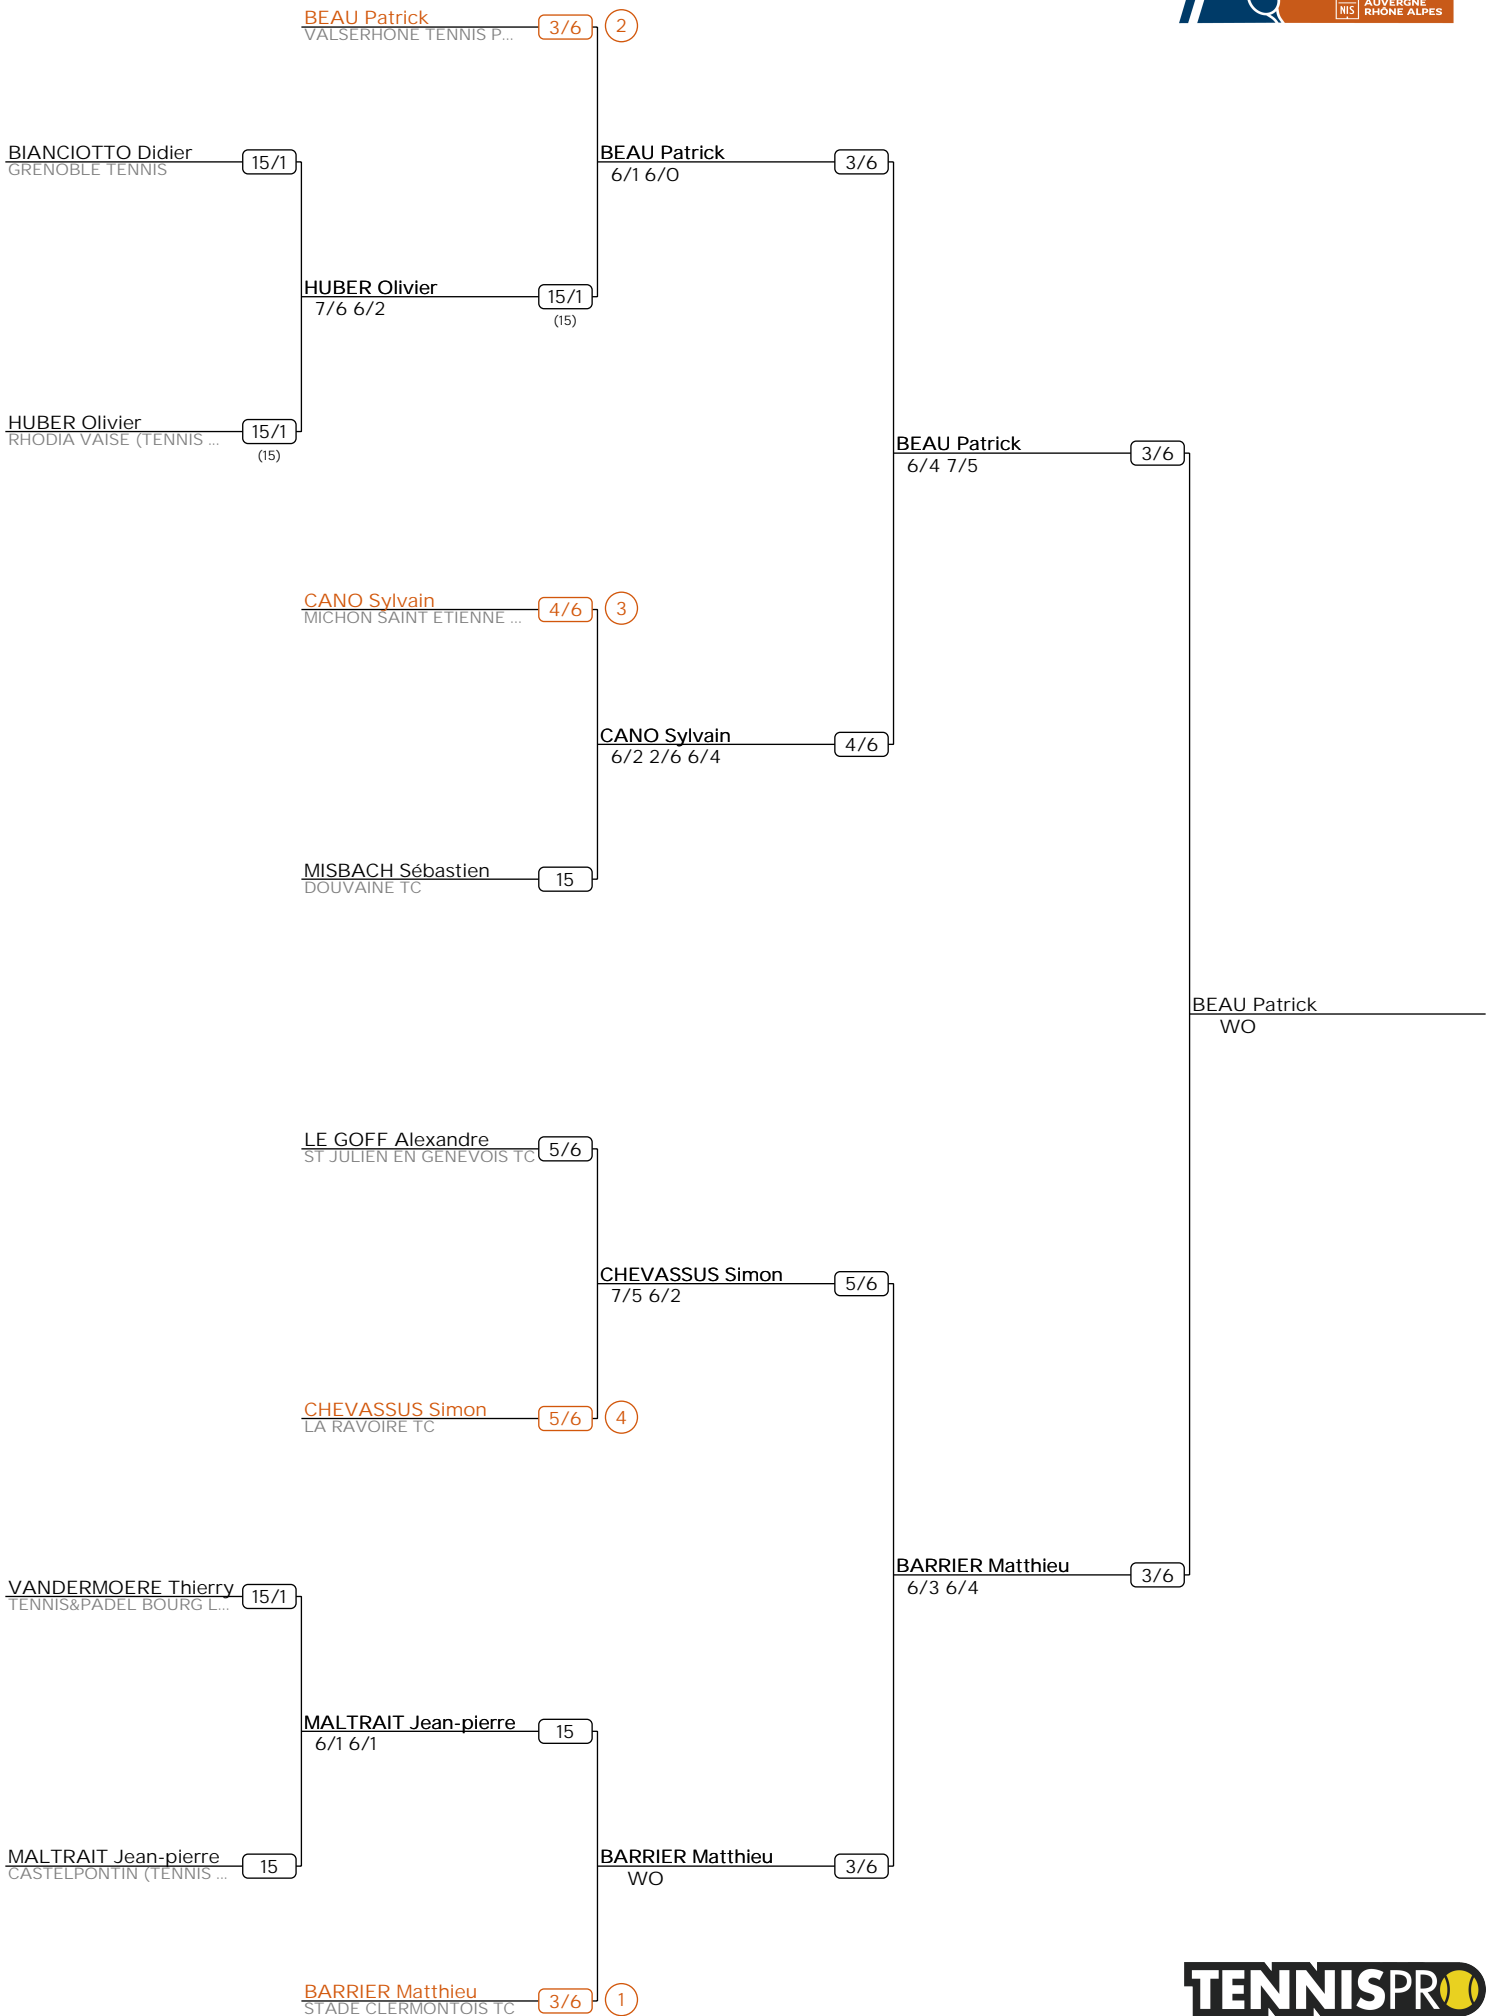 AUVERGNE
NIS RHÔNE ALPES
BEAU Patrick 3/6 2
VALSERHONE TENNIS P...
BIANCIOTTO Didier 15/1
GRENOBLE TENNIS
BEAU Patrick 3/6
6/1 6/0
HUBER Olivier 15/1
7/6 6/2
(15)
HUBER Olivier 15/1
RHODIA VAISE (TENNIS ...
(15)
BEAU Patrick 3/6
6/4 7/5
CANO Sylvain 4/6 3
MICHON SAINT ETIENNE ...
CANO Sylvain 4/6
6/2 2/6 6/4
MISBACH Sébastien 15
DOUVAINE TC
BEAU Patrick
WO
LE GOFF Alexandre 5/6
ST JULIEN EN GENEVOIS TC
CHEVASSUS Simon 5/6
7/5 6/2
CHEVASSUS Simon 5/6 4
LA RAVOIRE TC
BARRIER Matthieu 3/6
6/3 6/4
VANDERMOERE Thierry 15/1
TENNIS&PADEL BOURG L...
MALTRAIT Jean-pierre 15
6/1 6/1
MALTRAIT Jean-pierre 15
CASTELPONTIN (TENNIS ...
BARRIER Matthieu 3/6
WO
BARRIER Matthieu 3/6 1
STADE CLERMONTOIS TC
TENNISPRO